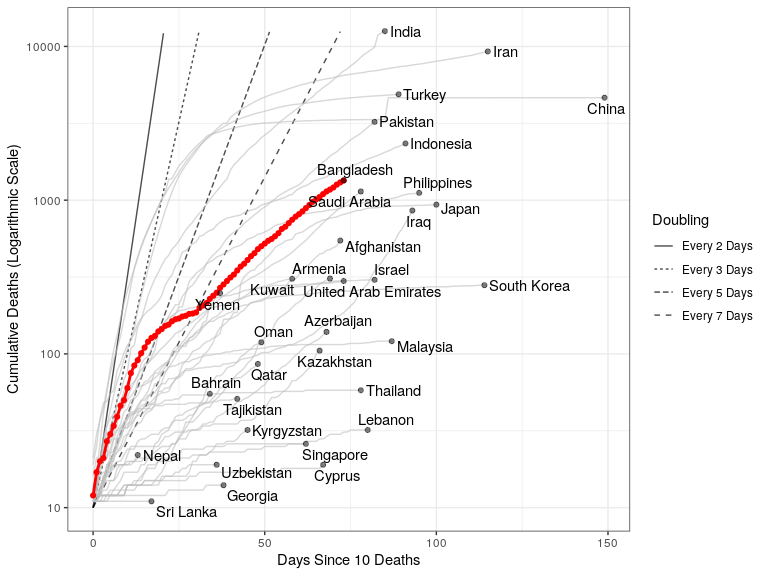 India
Iran
Turkey
China
Pakistan
Indonesia
Bangladesh
Philippines
Saudi Arabia
Japan
Iraq
Afghanistan
Armenia
Israel
Kuwait
United Arab Emirates
South Korea
Yemen
Azerbaijan
Oman
Malaysia
Kazakhstan
Qatar
Bahrain
Thailand
Tajikistan
Lebanon
Kyrgyzstan
Nepal
Singapore
Uzbekistan
Cyprus
Georgia
Sri Lanka
10000
1000
100
10
0
50
100
150
Days Since 10 Deaths
Cumulative Deaths (Logarithmic Scale)
Doubling
Every 2 Days
Every 3 Days
Every 5 Days
Every 7 Days